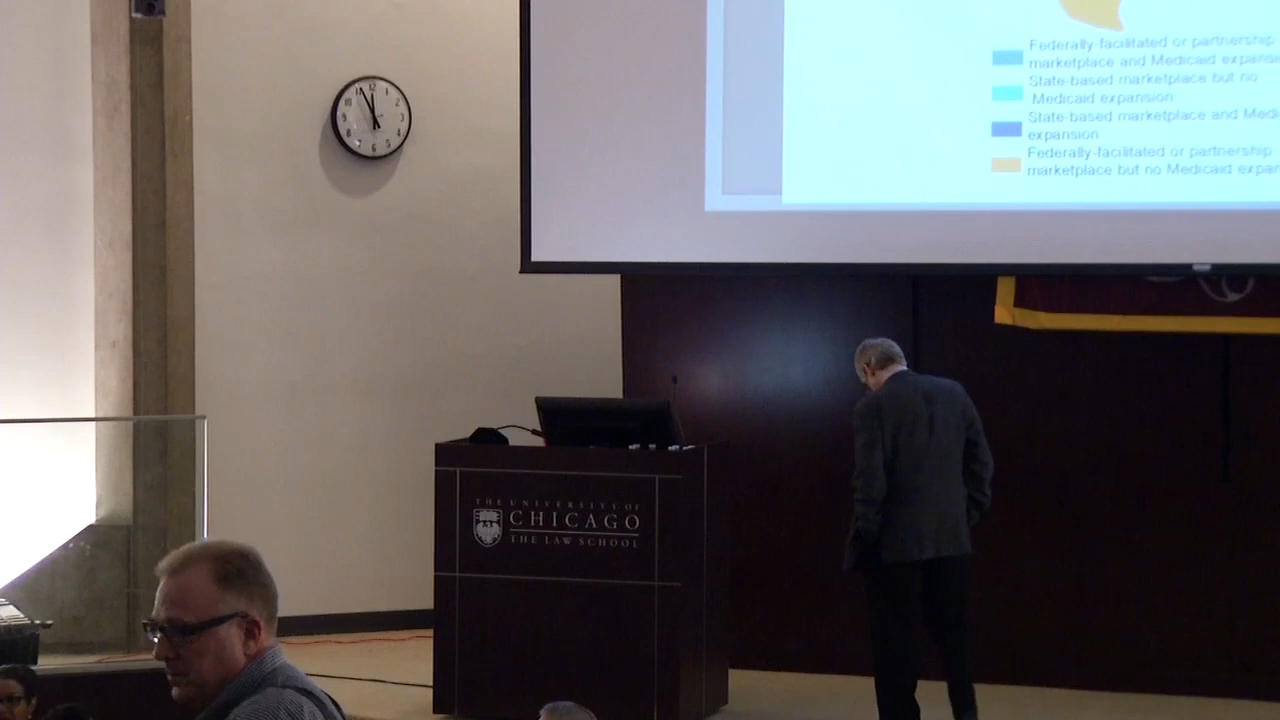 Federally-facilitated or partnership
marketplace and Medicaid expansi
State-based marketplace but no
Medicaid expansion
State-based marketplace and Medi
expansion
Federally-facilitated or partnership
marketplace but no Medicaid expan
THE UNIVERSITY OF
CHICAGO
THE LAW SCHOOL